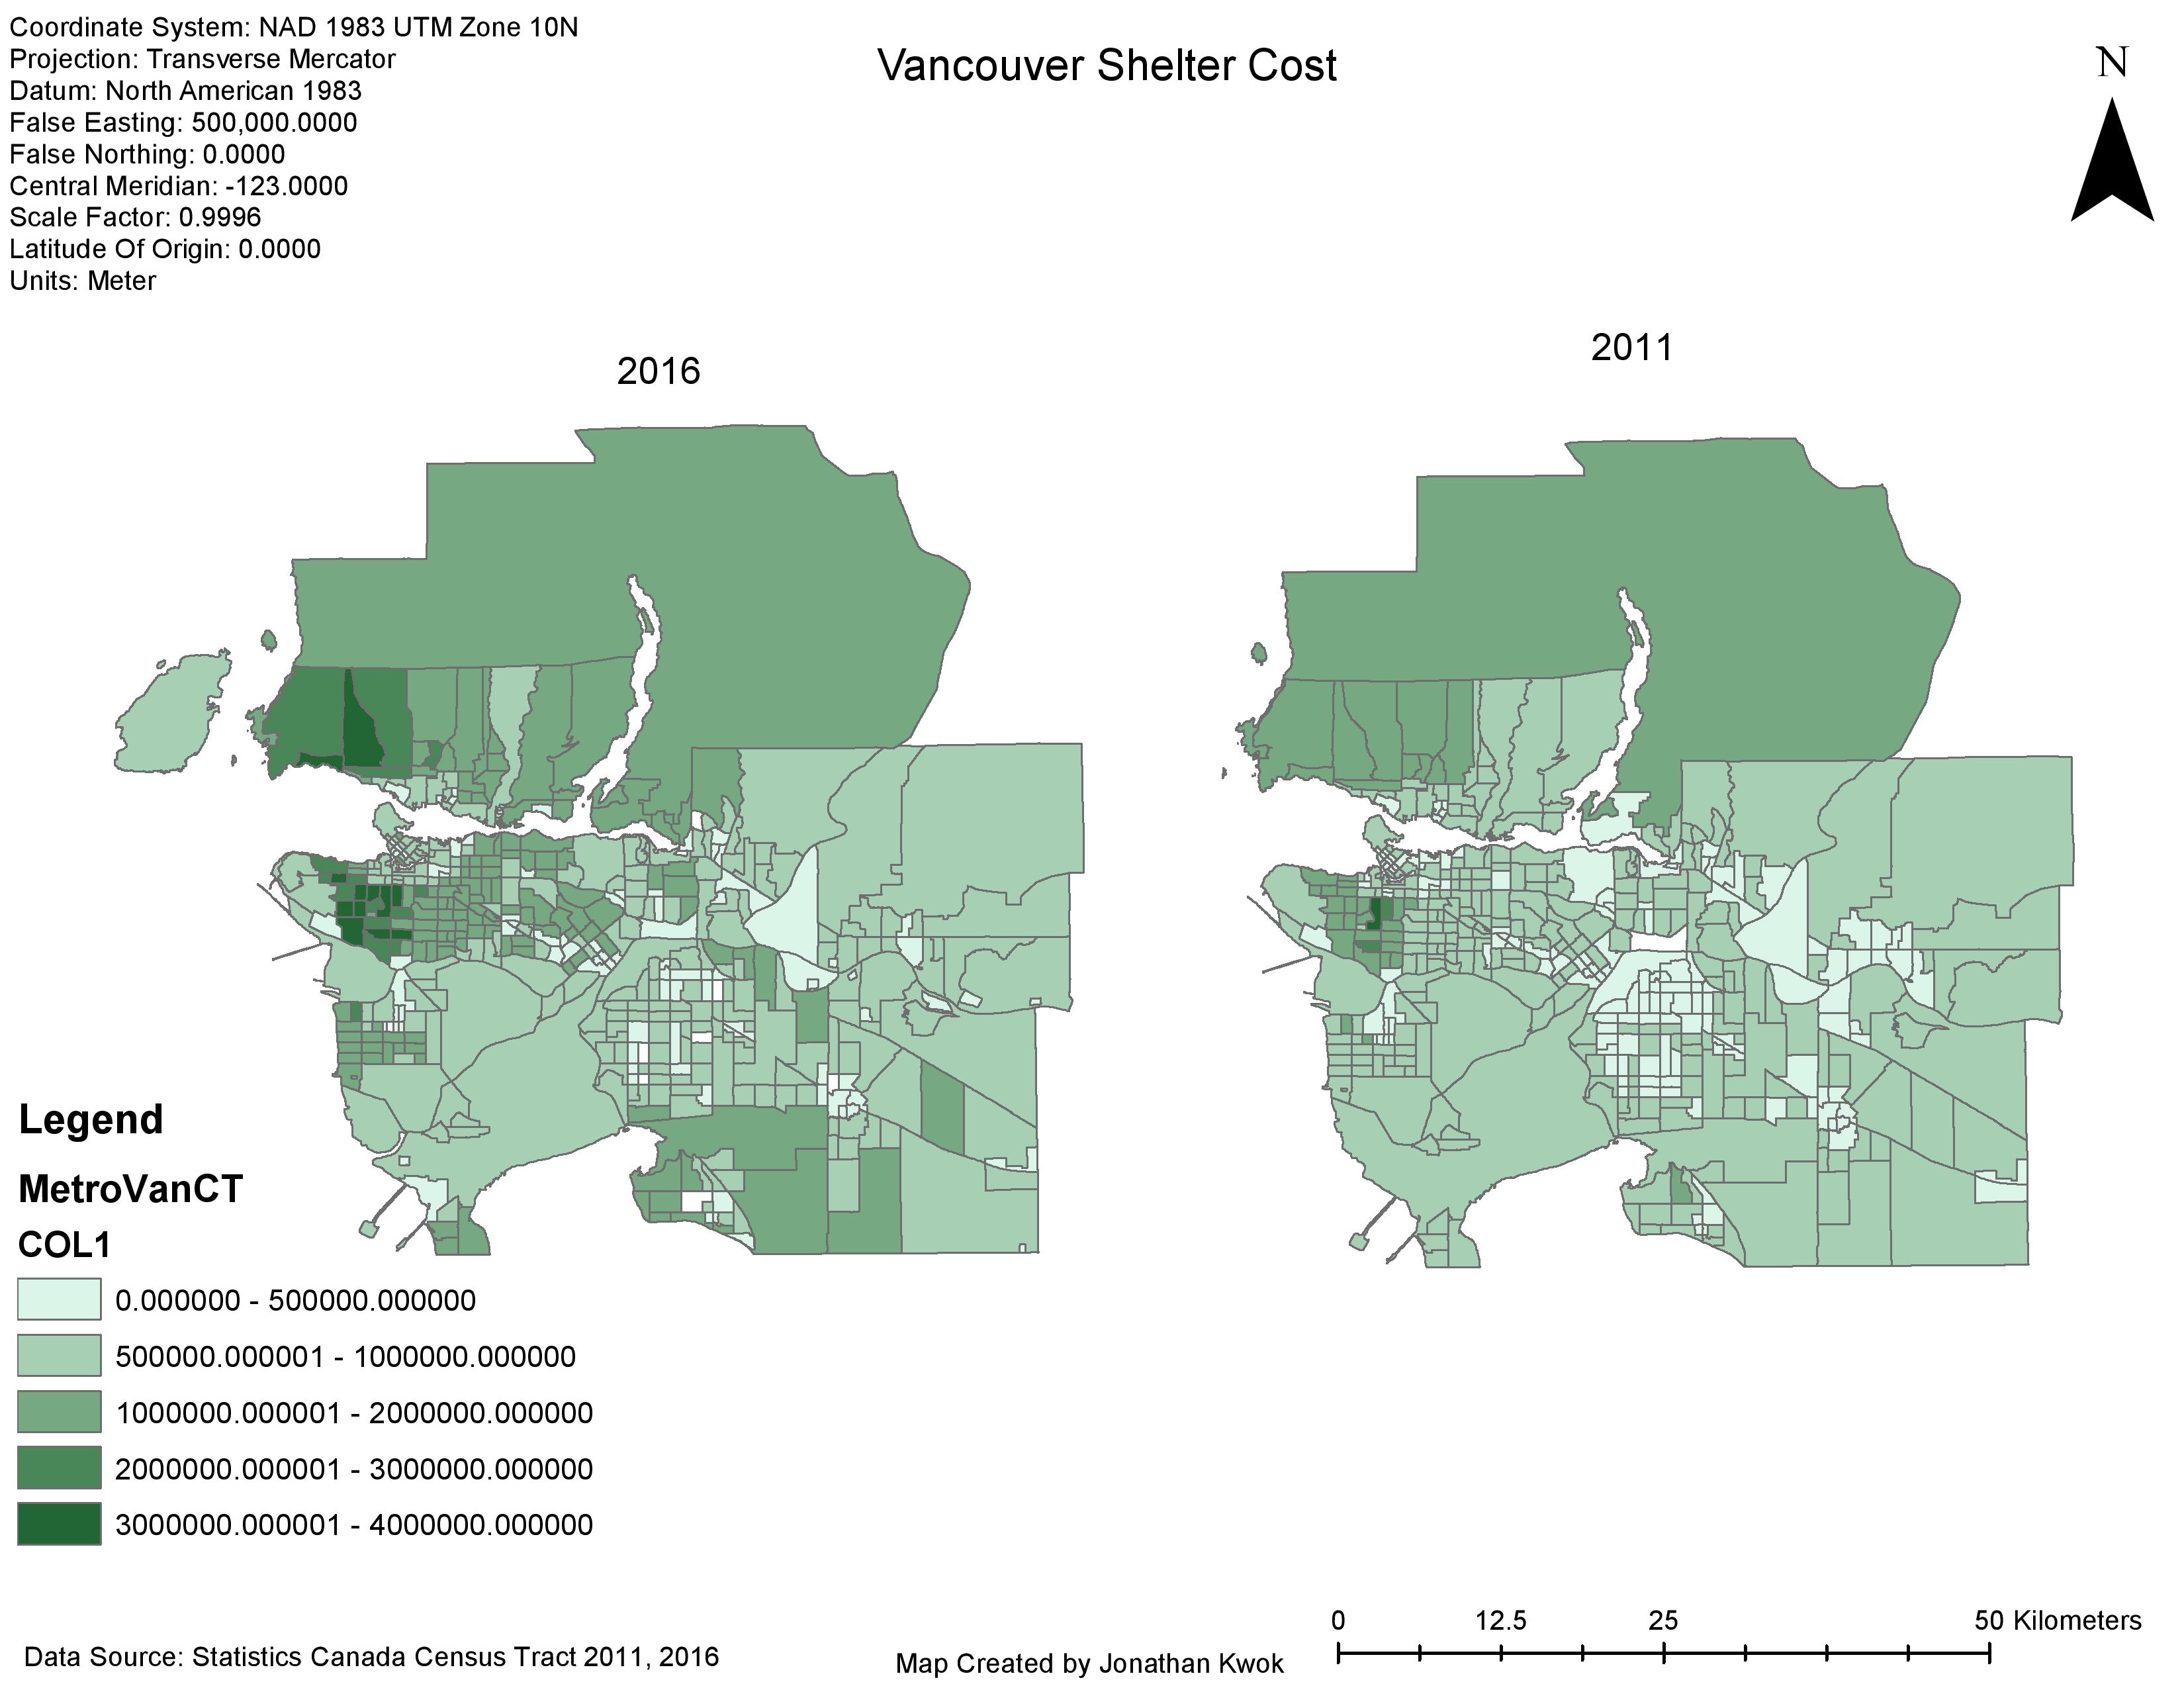 Coordinate System: NAD 1983 UTM Zone 10N
Projection: Transverse Mercator
Datum: North American 1983
False Easting: 500,000.0000
False Northing: 0.0000
Central Meridian: -123.0000
Scale Factor: 0.9996
Latitude Of Origin: 0.0000
Units: Meter
Vancouver Shelter Cost
N
2016
2011
Legend
MetroVanCT
COL1
0.000000 - 500000.000000
500000.000001 - 1000000.000000
1000000.000001 - 2000000.000000
2000000.000001 - 3000000.000000
3000000.000001 - 4000000.000000
Data Source: Statistics Canada Census Tract 2011, 2016
Map Created by Jonathan Kwok
0 12.5 25 50 Kilometers